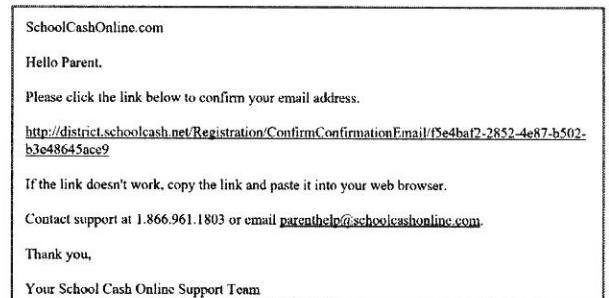 SchoolCashOnline.com
Hello Parent,
Please click the link below to confirm your email address.
http://district.schoolcash.net/Registration/ConfirmConfirmationEmail/f5e4baf2-2852-4e87-b502-
b3e48645ace9
If the link doesn't work, copy the link and paste it into your web browser.
Contact support at 1.866.961.1803 or email parenthelp@schoolcashonline.com.
Thank you,
Your School Cash Online Support Team